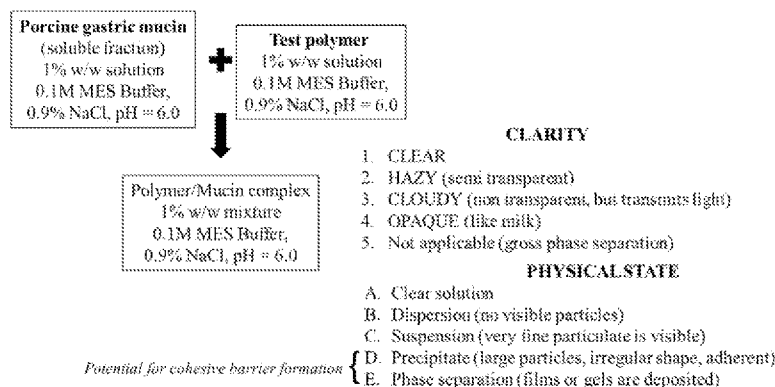 Porcine gastric mucin
(soluble fraction)
1% w/w solution
0.1M MES Buffer,
0.9% NaCl, pH = 6.0
Test polymer
1% w/w solution
0.1M MES Buffer,
0.9% NaCl, pH = 6.0
Polymer/Mucin complex
1% w/w mixture
0.1M MES Buffer,
0.9% NaCl, pH = 6.0
CLARITY
1. CLEAR
2. HAZY (semi transparent)
3. CLOUDY (non transparent, but transmits light)
4. OPAQUE (like milk)
5. Not applicable (gross phase separation)
PHYSICAL STATE
A. Clear solution
B. Dispersion (no visible particles)
C. Suspension (very fine particulate is visible)
Potential for cohesive barrier formation
D. Precipitate (large particles, irregular shape, adherent)
E. Phase separation (films or gels are deposited)